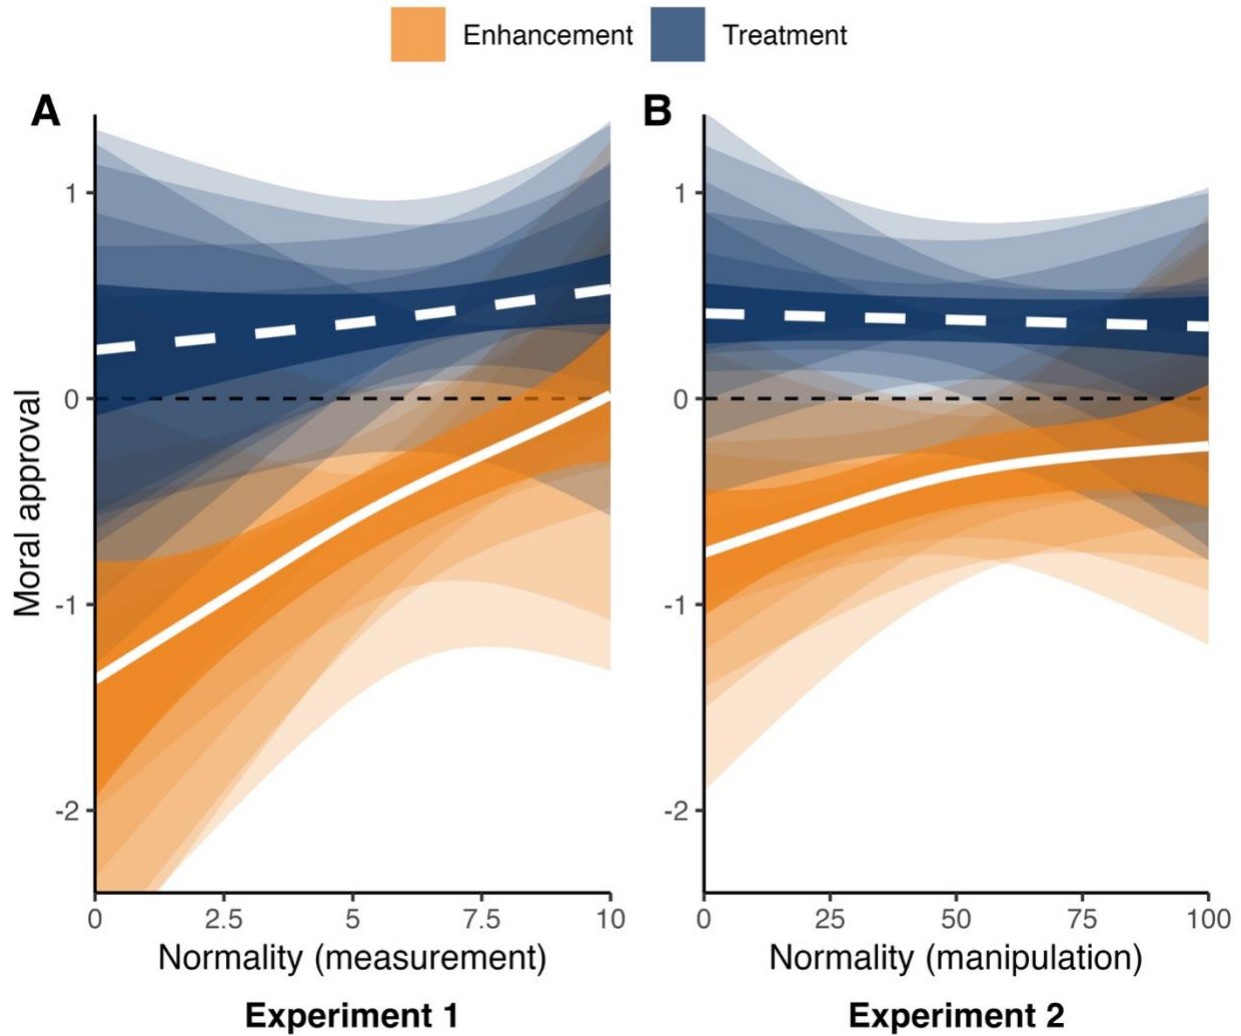 Enhancement Treatment
A B
Moral approval
1
0
-1
-2
0 2.5 5 7.5 10
Normality (measurement)
Experiment 1
1
0
-1
-2
0 25 50 75 100
Normality (manipulation)
Experiment 2